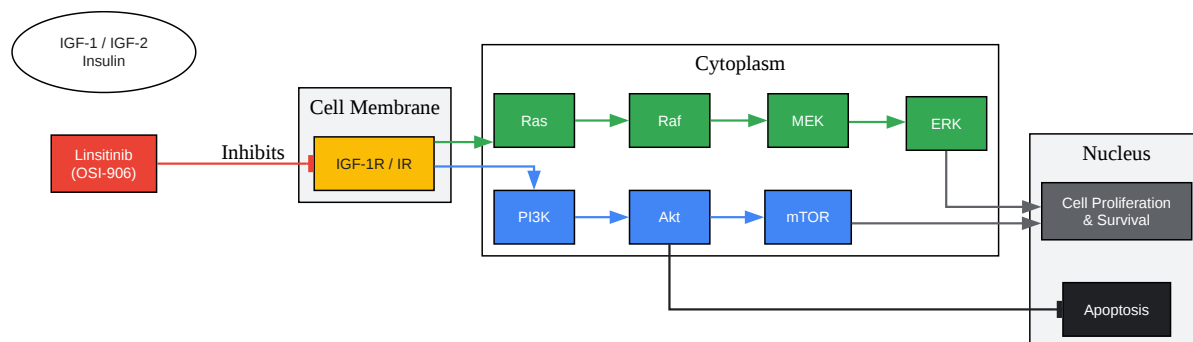 IGF-1 / IGF-2
Insulin
Linsitinib
(OSI-906)
Inhibits
Cell Membrane
IGF-1R / IR
Cytoplasm
Ras
Raf
MEK
ERK
PI3K
Akt
mTOR
Nucleus
Cell Proliferation
& Survival
Apoptosis